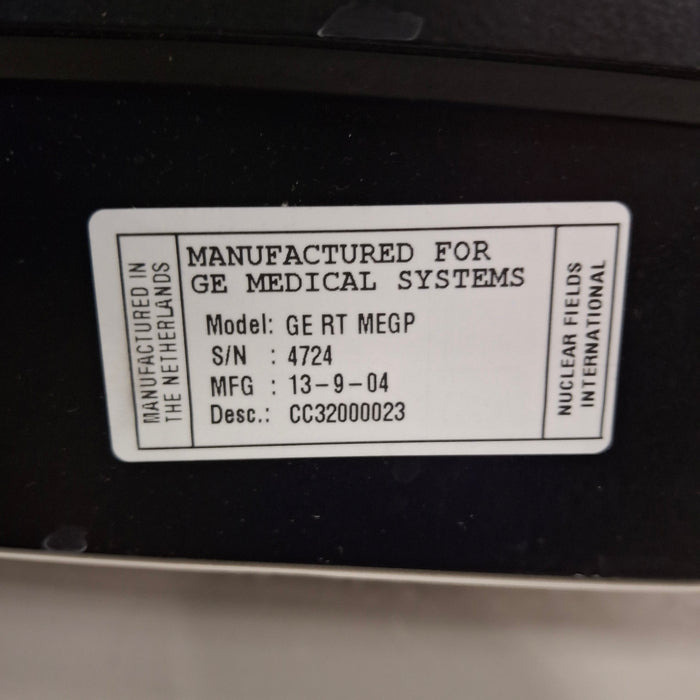 MANUFACTURED IN
THE NETHERLANDS
MANUFACTURED FOR
GE MEDICAL SYSTEMS
Model: GE RT MEGP
S/N : 4724
MFG : 13-9-04
Desc.: CC32000023
NUCLEAR FIELDS
INTERNATIONAL